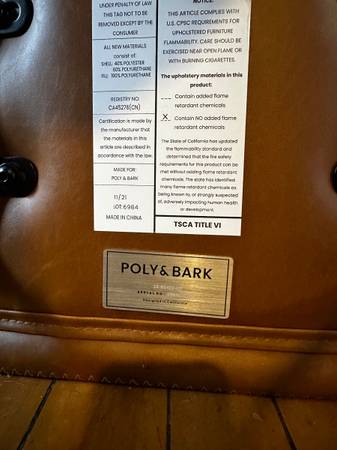 UNDER PENALTY OF LAW
THIS TAG NOT TO BE
REMOVED EXCEPT BY THE
CONSUMER
ALL NEW MATERIALS
consist of:
SHELL: 40% POLYESTER
60% POLYURETHANE
FILL: 100% POLYURETHANE
REGISTRY NO.
CA45278(CN)
Certification is made by
the manufacturer that
the materials in this
article are described in
accordance with the law.
MADE FOR:
POLY & BARK
11/21
LOT:6984
MADE IN CHINA
NOTICE:
THIS ARTICLE COMPLIES WITH
U.S. CPSC REQUIREMENTS FOR
UPHOLSTERED FURNITURE
FLAMMABILITY. CARE SHOULD BE
EXERCISED NEAR OPEN FLAME OR
WITH BURNING CIGARETTES.
The upholstery materials in this
product:
___ Contain added flame
retardant chemicals
X Contain NO added flame
retardant chemicals
The State of California has updated
the flammability standard and
determined that the fire safety
requirements for this product can be
met without adding flame retardant
chemicals. The state has identified
many flame retardant chemicals as
being known to, or strongly suspected
of, adversely impacting human health
or development.
TSCA TITLE VI
POLY & BARK
Designed in California